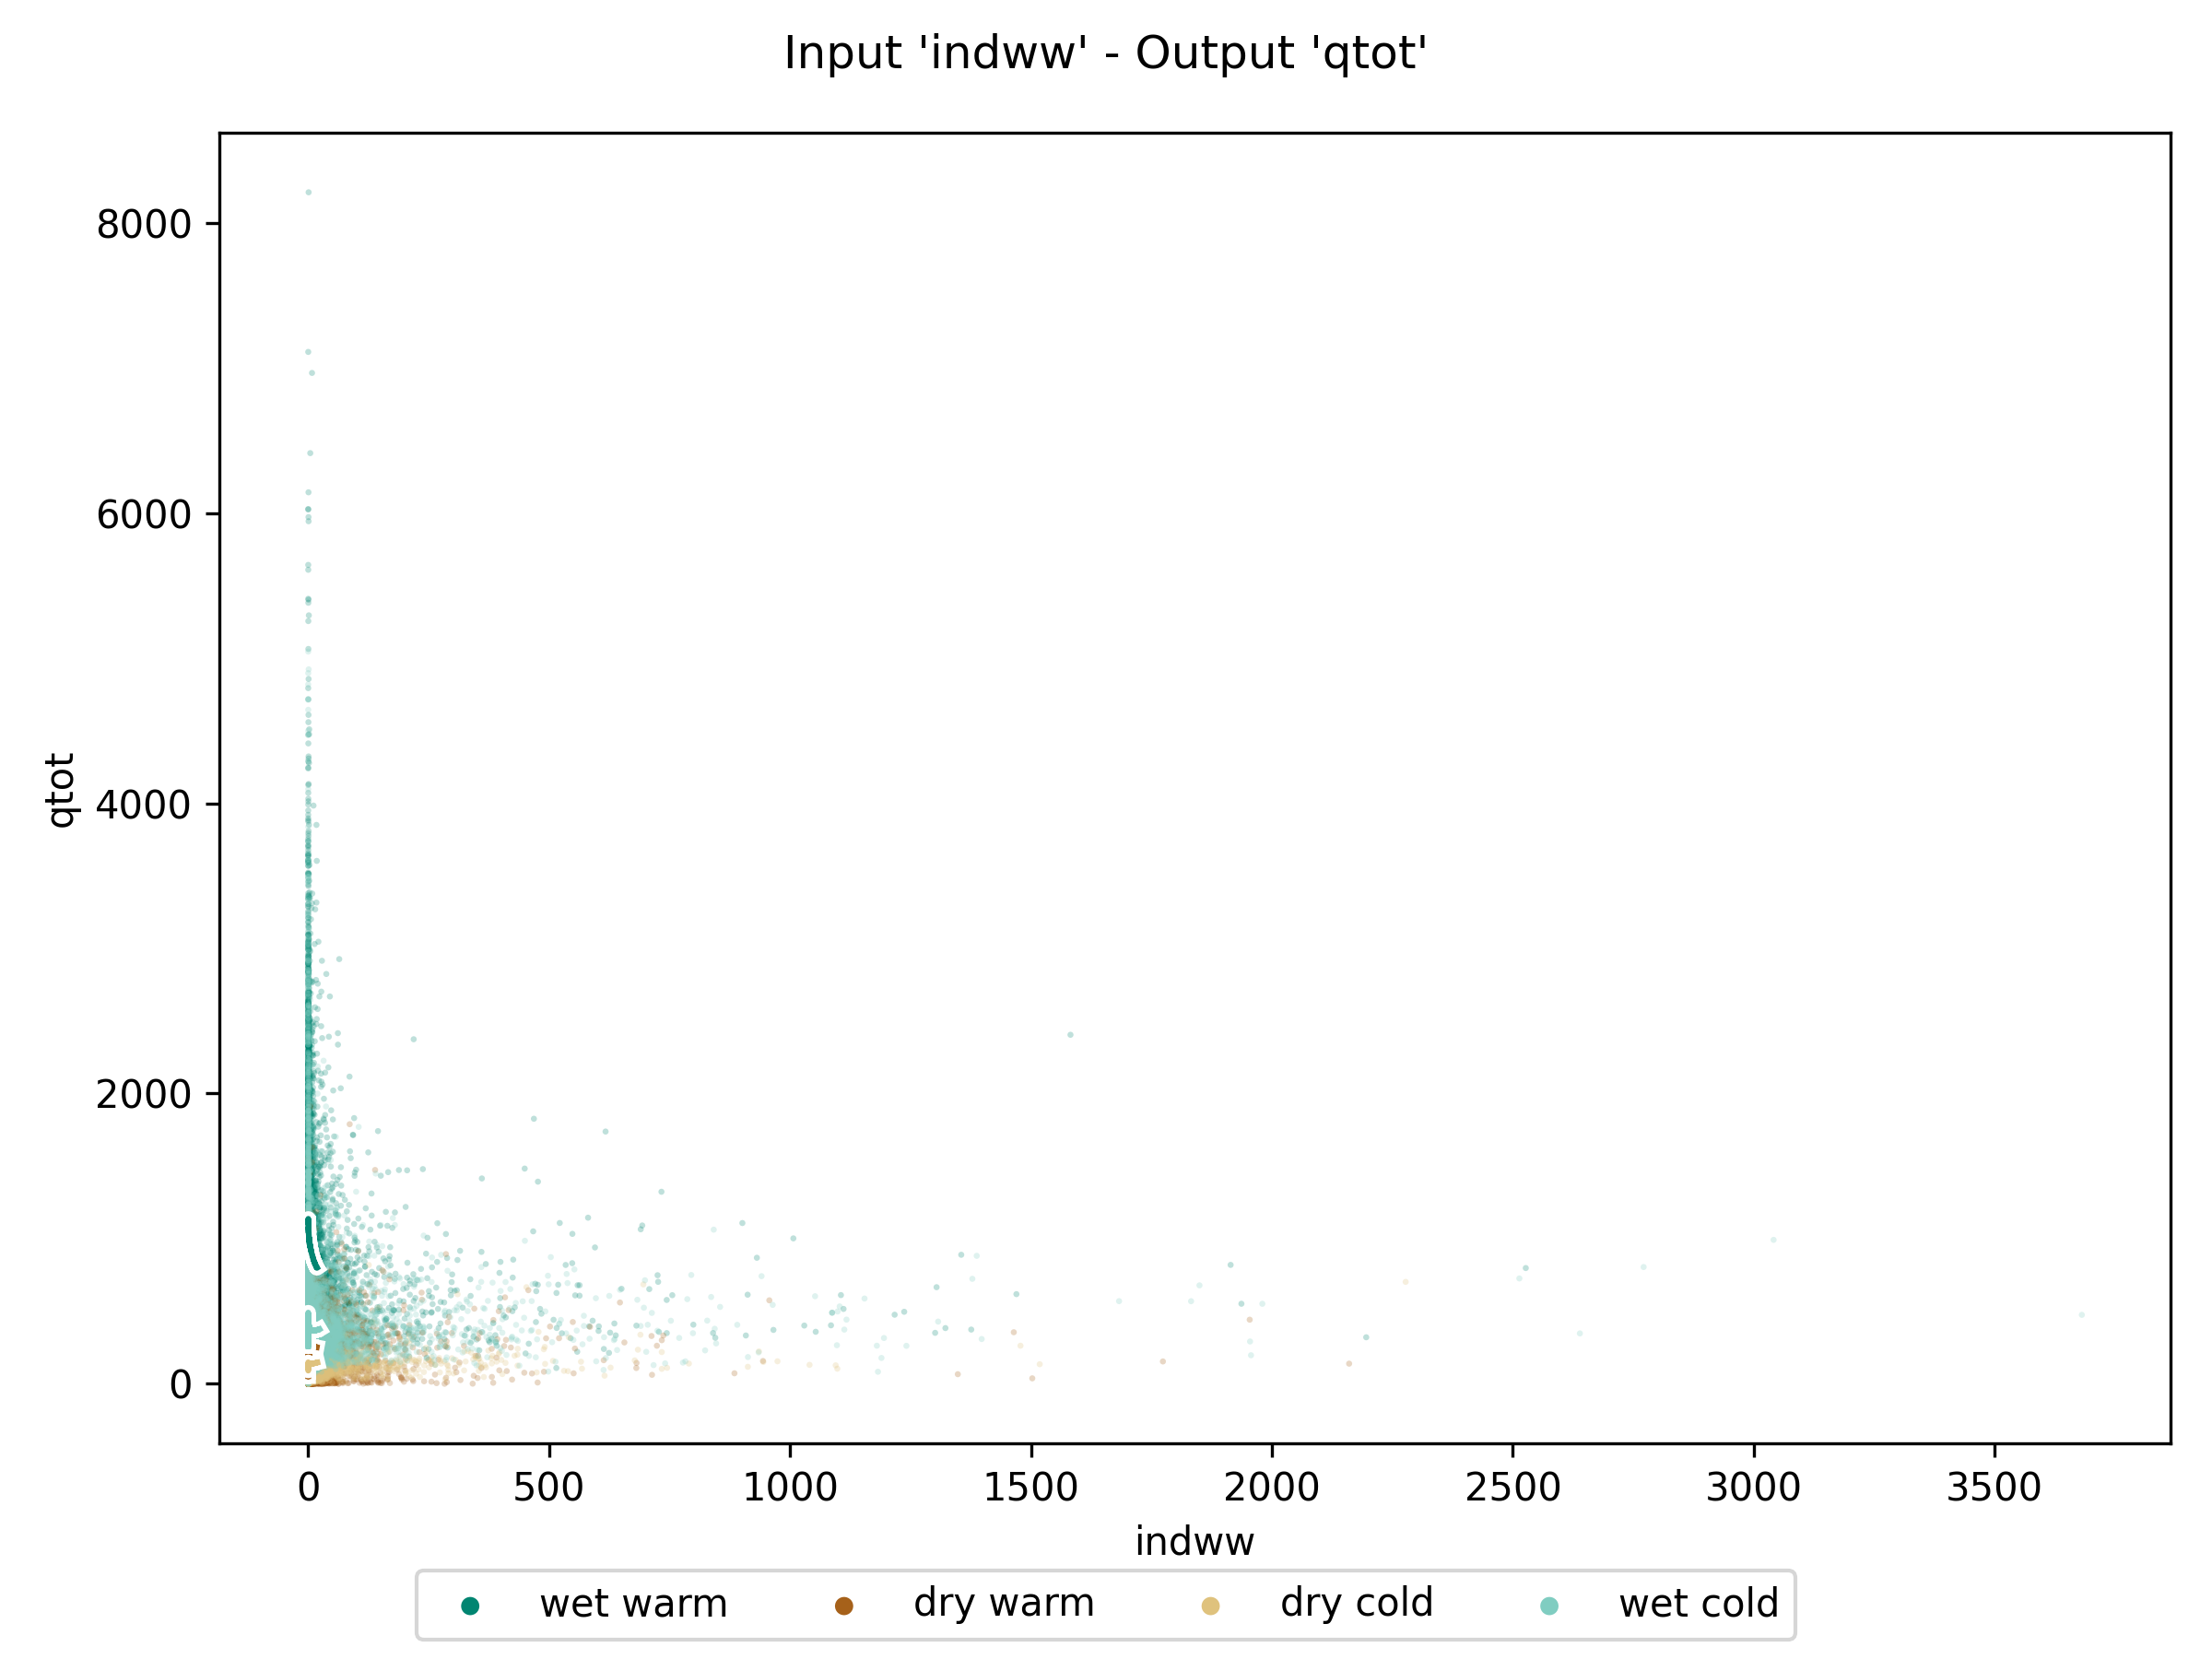 Input 'indww' - Output 'qtot'
8000
6000
4000
2000
0
qtot
0 500 1000 1500 2000 2500 3000 3500
indww
wet warm dry warm dry cold wet cold